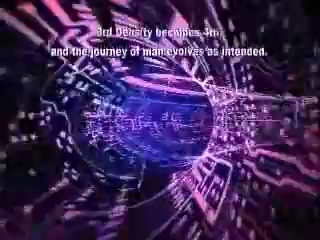 3rd Density becomes 4th
and the journey of man evolves as intended.